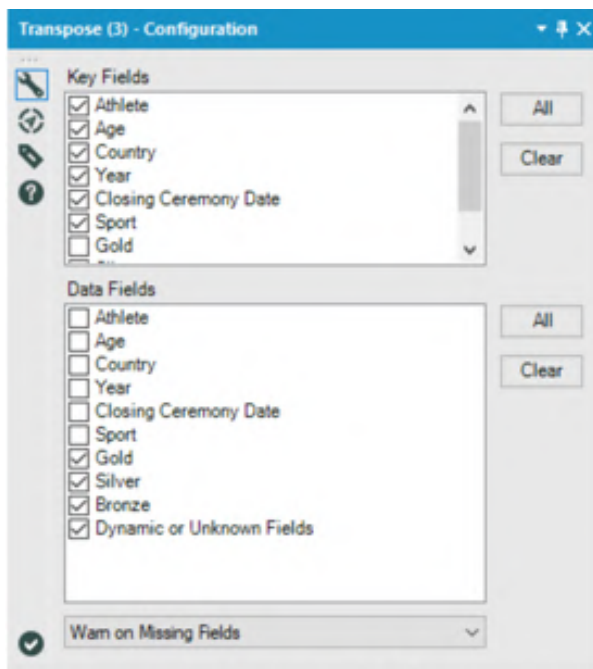 Transpose (3) - Configuration
Key Fields
Athlete
Age
Country
Year
Closing Ceremony Date
Sport
Gold
All
Clear
Data Fields
Athlete
Age
Country
Year
Closing Ceremony Date
Sport
Gold
Silver
Bronze
Dynamic or Unknown Fields
All
Clear
Warn on Missing Fields